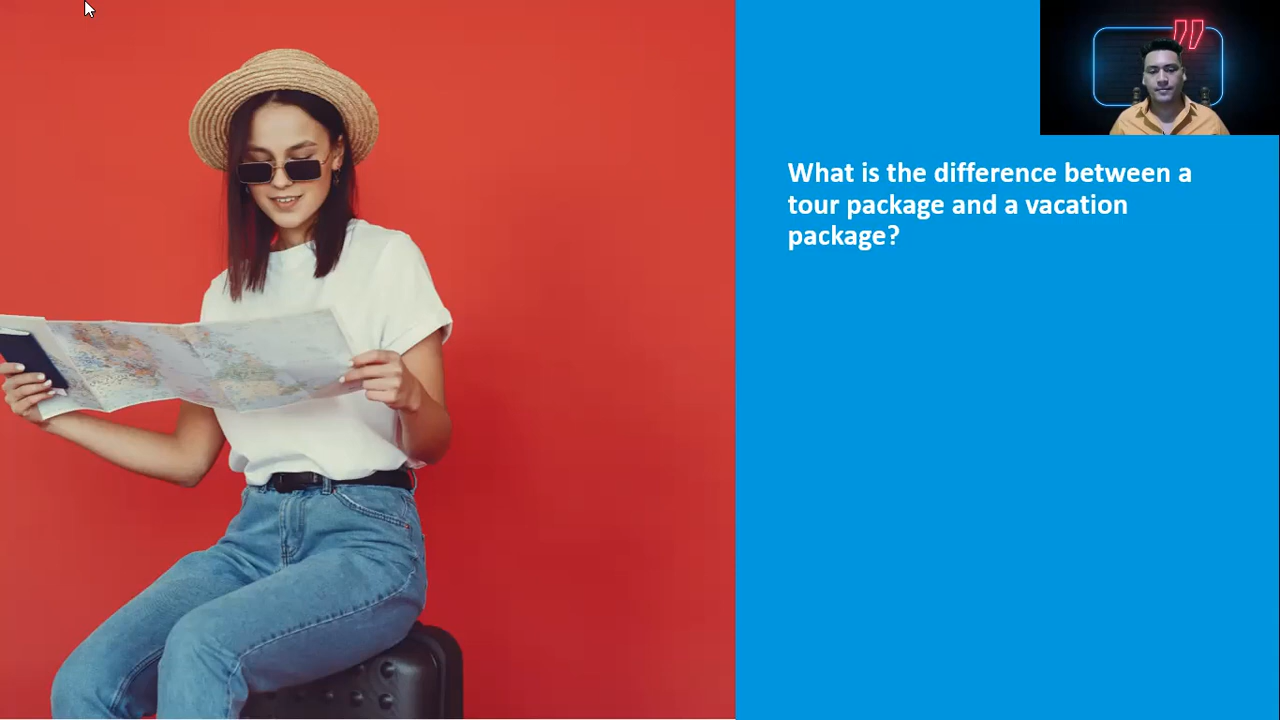 What is the difference between a
tour package and a vacation
package?